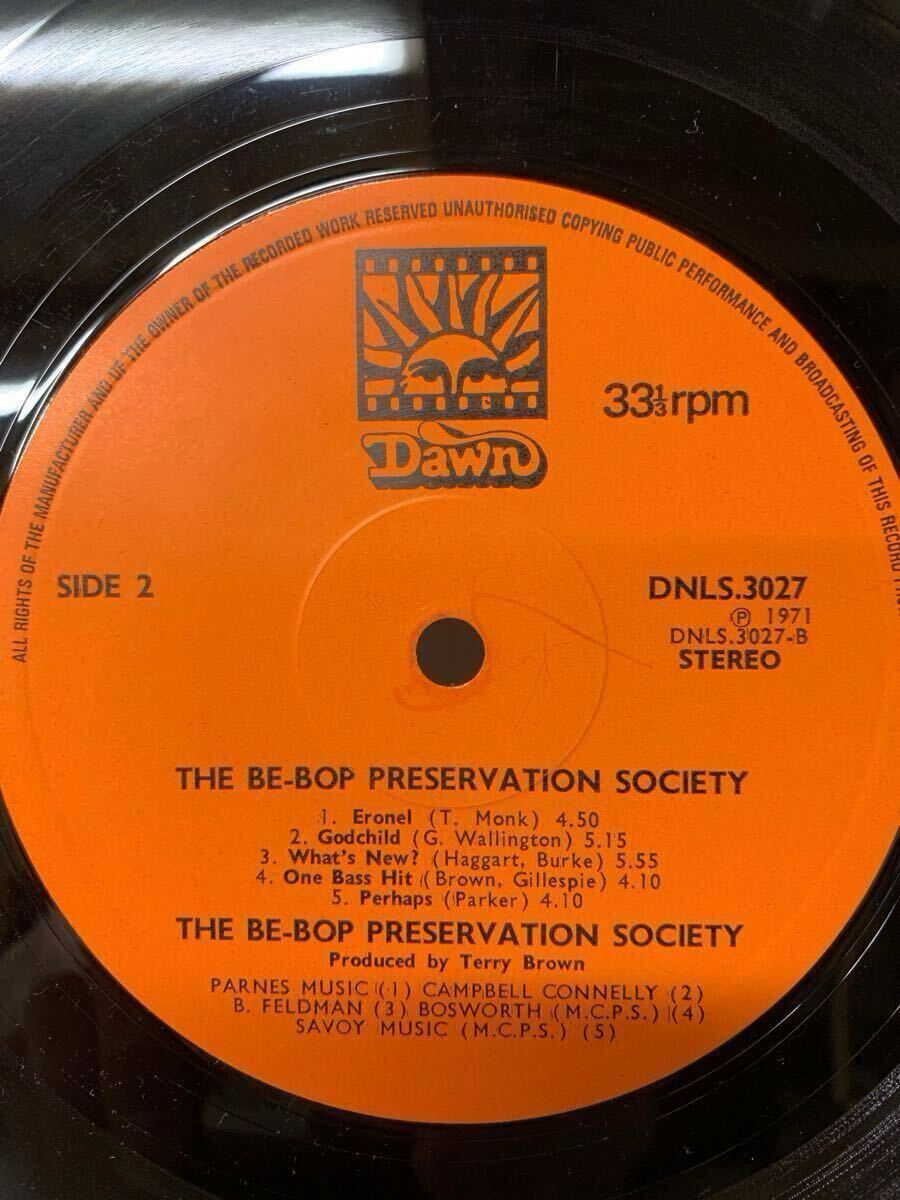 ALL RIGHTS OF THE MANUFACTURER AND OF THE OWNER OF THE RECORDED WORK RESERVED UNAUTHORISED COPYING PUBLIC PERFORMANCE AND BROADCASTING OF THIS RECORD
Dawn
33⅓rpm
SIDE 2
DNLS.3027
Ⓟ 1971
DNLS.3027-B
STEREO
THE BE-BOP PRESERVATION SOCIETY
1. Eronel (T. Monk) 4.50
2. Godchild (G. Wallington) 5.15
3. What's New? (Haggart, Burke) 5.55
4. One Bass Hit (Brown, Gillespie) 4.10
5. Perhaps (Parker) 4.10
THE BE-BOP PRESERVATION SOCIETY
Produced by Terry Brown
PARNES MUSIC (1) CAMPBELL CONNELLY (2)
B. FELDMAN (3) BOSWORTH (M.C.P.S.) (4)
SAVOY MUSIC (M.C.P.S.) (5)